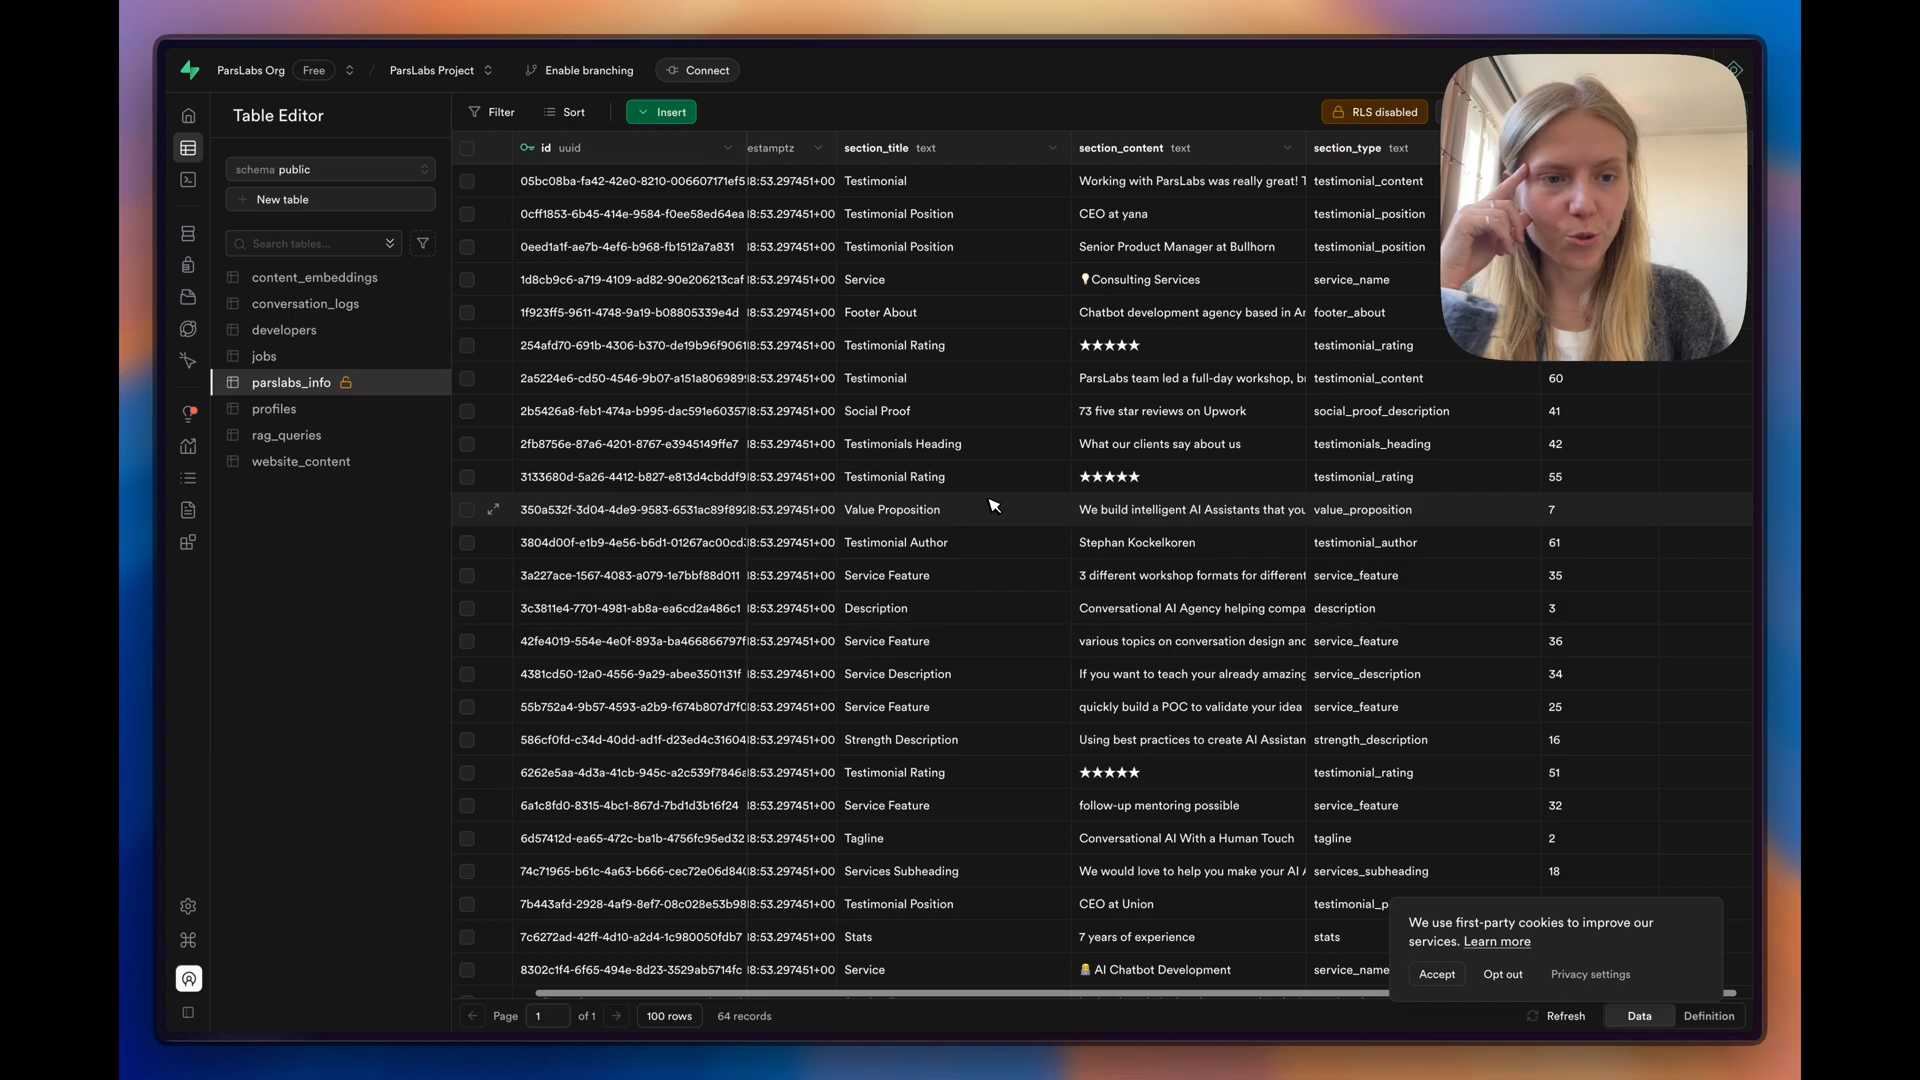 ParsLabs Org Free / ParsLabs Project Enable branching Connect
Table Editor
Filter Sort Insert RLS disabled
schema public
New table
Search tables...
content_embeddings
conversation_logs
developers
jobs
parslabs_info
profiles
rag_queries
website_content
id uuid estamptz section_title text section_content text section_type text
05bc08ba-fa42-42e0-8210-006607171ef5 8:53.297451+00 Testimonial Working with ParsLabs was really great! T testimonial_content
0cff1853-6b45-414e-9584-f0ee58ed64ea 8:53.297451+00 Testimonial Position CEO at yana testimonial_position
0eed1a1f-ae7b-4ef6-b968-fb1512a7a831 8:53.297451+00 Testimonial Position Senior Product Manager at Bullhorn testimonial_position
1d8cb9c6-a719-4109-ad82-90e206213caf 8:53.297451+00 Service 💡Consulting Services service_name
1f923ff5-9611-4748-9a19-b08805339e4d 8:53.297451+00 Footer About Chatbot development agency based in Ar footer_about
254afd70-691b-4306-b370-de19b96f9061 8:53.297451+00 Testimonial Rating ★★★★★ testimonial_rating
2a5224e6-cd50-4546-9b07-a151a8069899 8:53.297451+00 Testimonial ParsLabs team led a full-day workshop, br testimonial_content 60
2b5426a8-feb1-474a-b995-dac591e60357 8:53.297451+00 Social Proof 73 five star reviews on Upwork social_proof_description 41
2fb8756e-87a6-4201-8767-e3945149ffe7 8:53.297451+00 Testimonials Heading What our clients say about us testimonials_heading 42
3133680d-5a26-4412-b827-e813d4cbddf9 8:53.297451+00 Testimonial Rating ★★★★★ testimonial_rating 55
350a532f-3d04-4de9-9583-6531ac89f892 8:53.297451+00 Value Proposition We build intelligent AI Assistants that you value_proposition 7
3804d00f-e1b9-4e56-b6d1-01267ac00cd 8:53.297451+00 Testimonial Author Stephan Kockelkoren testimonial_author 61
3a227ace-1567-4083-a079-1e7bbf88d011 8:53.297451+00 Service Feature 3 different workshop formats for different service_feature 35
3c3811e4-7701-4981-ab8a-ea6cd2a486c1 8:53.297451+00 Description Conversational AI Agency helping compa description 3
42fe4019-554e-4e0f-893a-ba466866797f 8:53.297451+00 Service Feature various topics on conversation design and service_feature 36
4381cd50-12a0-4556-9a29-abee3501131f 8:53.297451+00 Service Description If you want to teach your already amazing service_description 34
55b752a4-9b57-4593-a2b9-f674b807d7f0 8:53.297451+00 Service Feature quickly build a POC to validate your idea service_feature 25
586cf0fd-c34d-40dd-ad1f-d23ed4c31604 8:53.297451+00 Strength Description Using best practices to create AI Assistan strength_description 16
6262e5aa-4d3a-41cb-945c-a2c539f7846a 8:53.297451+00 Testimonial Rating ★★★★★ testimonial_rating 51
6a1c8fd0-8315-4bc1-867d-7bd1d3b16f24 8:53.297451+00 Service Feature follow-up mentoring possible service_feature 32
6d57412d-ea65-472c-ba1b-4756fc95ed32 8:53.297451+00 Tagline Conversational AI With a Human Touch tagline 2
74c71965-b61c-4a63-b666-cec72e06d840 8:53.297451+00 Services Subheading We would love to help you make your AI A services_subheading 18
7b443afd-2928-4af9-8ef7-08c028e53b98 8:53.297451+00 Testimonial Position CEO at Union testimonial_p
7c6272ad-42ff-4d10-a2d4-1c980050fdb7 8:53.297451+00 Stats 7 years of experience stats
8302c1f4-6f65-494e-8d23-3529ab5714fc 8:53.297451+00 Service AI Chatbot Development service_name
We use first-party cookies to improve our
services. Learn more
Accept Opt out Privacy settings
Page 1 of 1 100 rows 64 records Refresh Data Definition